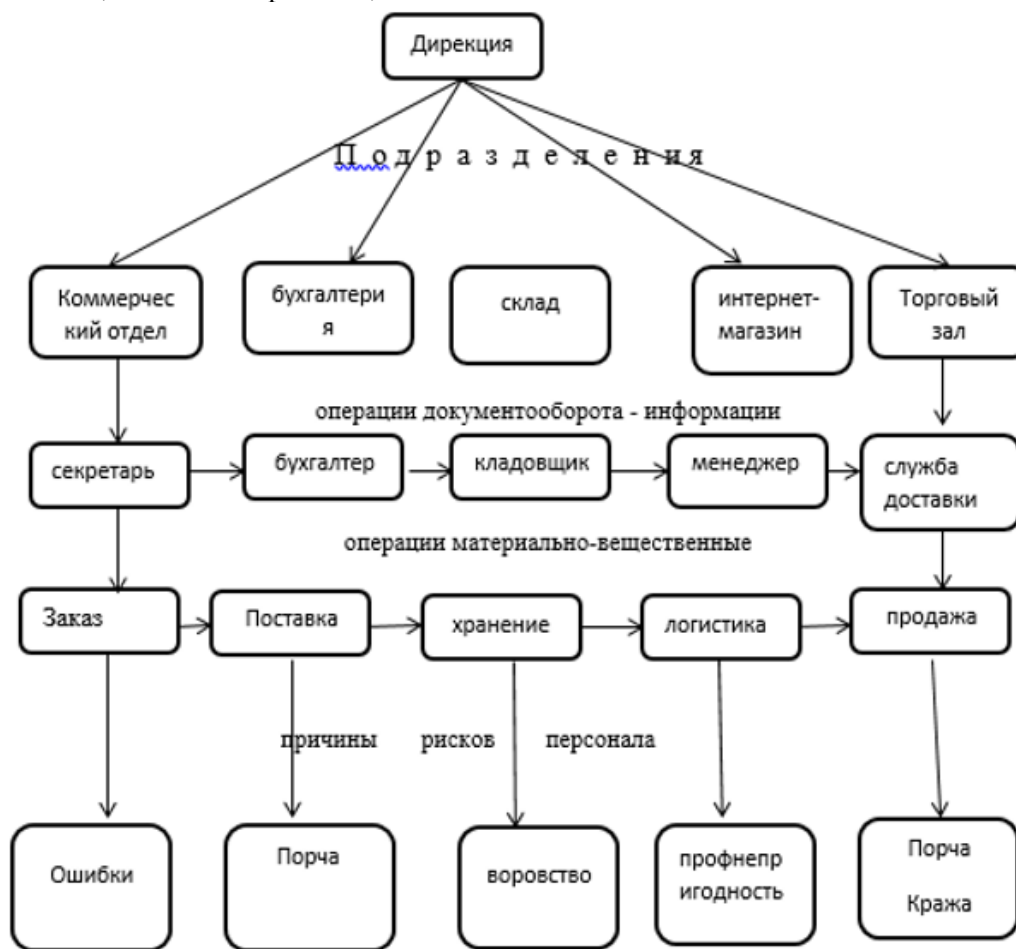 Дирекция
Подразделения
Коммерчес
кий отдел
бухгалтери
я
склад
интернет-
магазин
Торговый
зал
операции документооборота - информации
секретарь
бухгалтер
кладовщик
менеджер
служба
доставки
операции материально-вещественные
Заказ
Поставка
хранение
логистика
продажа
причины рисков персонала
Ошибки
Порча
воровство
профнепр
игодность
Порча
Кража